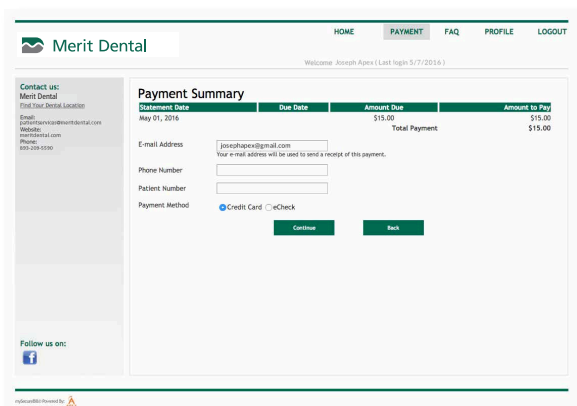 HOME PAYMENT FAQ PROFILE LOGOUT
Merit Dental
Welcome Joseph Apex (Last login 5/7/2016)
Contact us:
Merit Dental
Find Your Dental Location
Email:
patientservices@meritdental.com
Website:
meritdental.com
Phone:
Payment Summary
Statement Date Due Date Amount Due Amount to Pay
May 01, 2016 $15.00 $15.00
Total Payment $15.00
E-mail Address josephapex@gmail.com
Your e-mail address will be used to send a receipt of this payment.
Phone Number
Patient Number
Payment Method Credit Card eCheck
Continue Back
Follow us on:
Powered By: